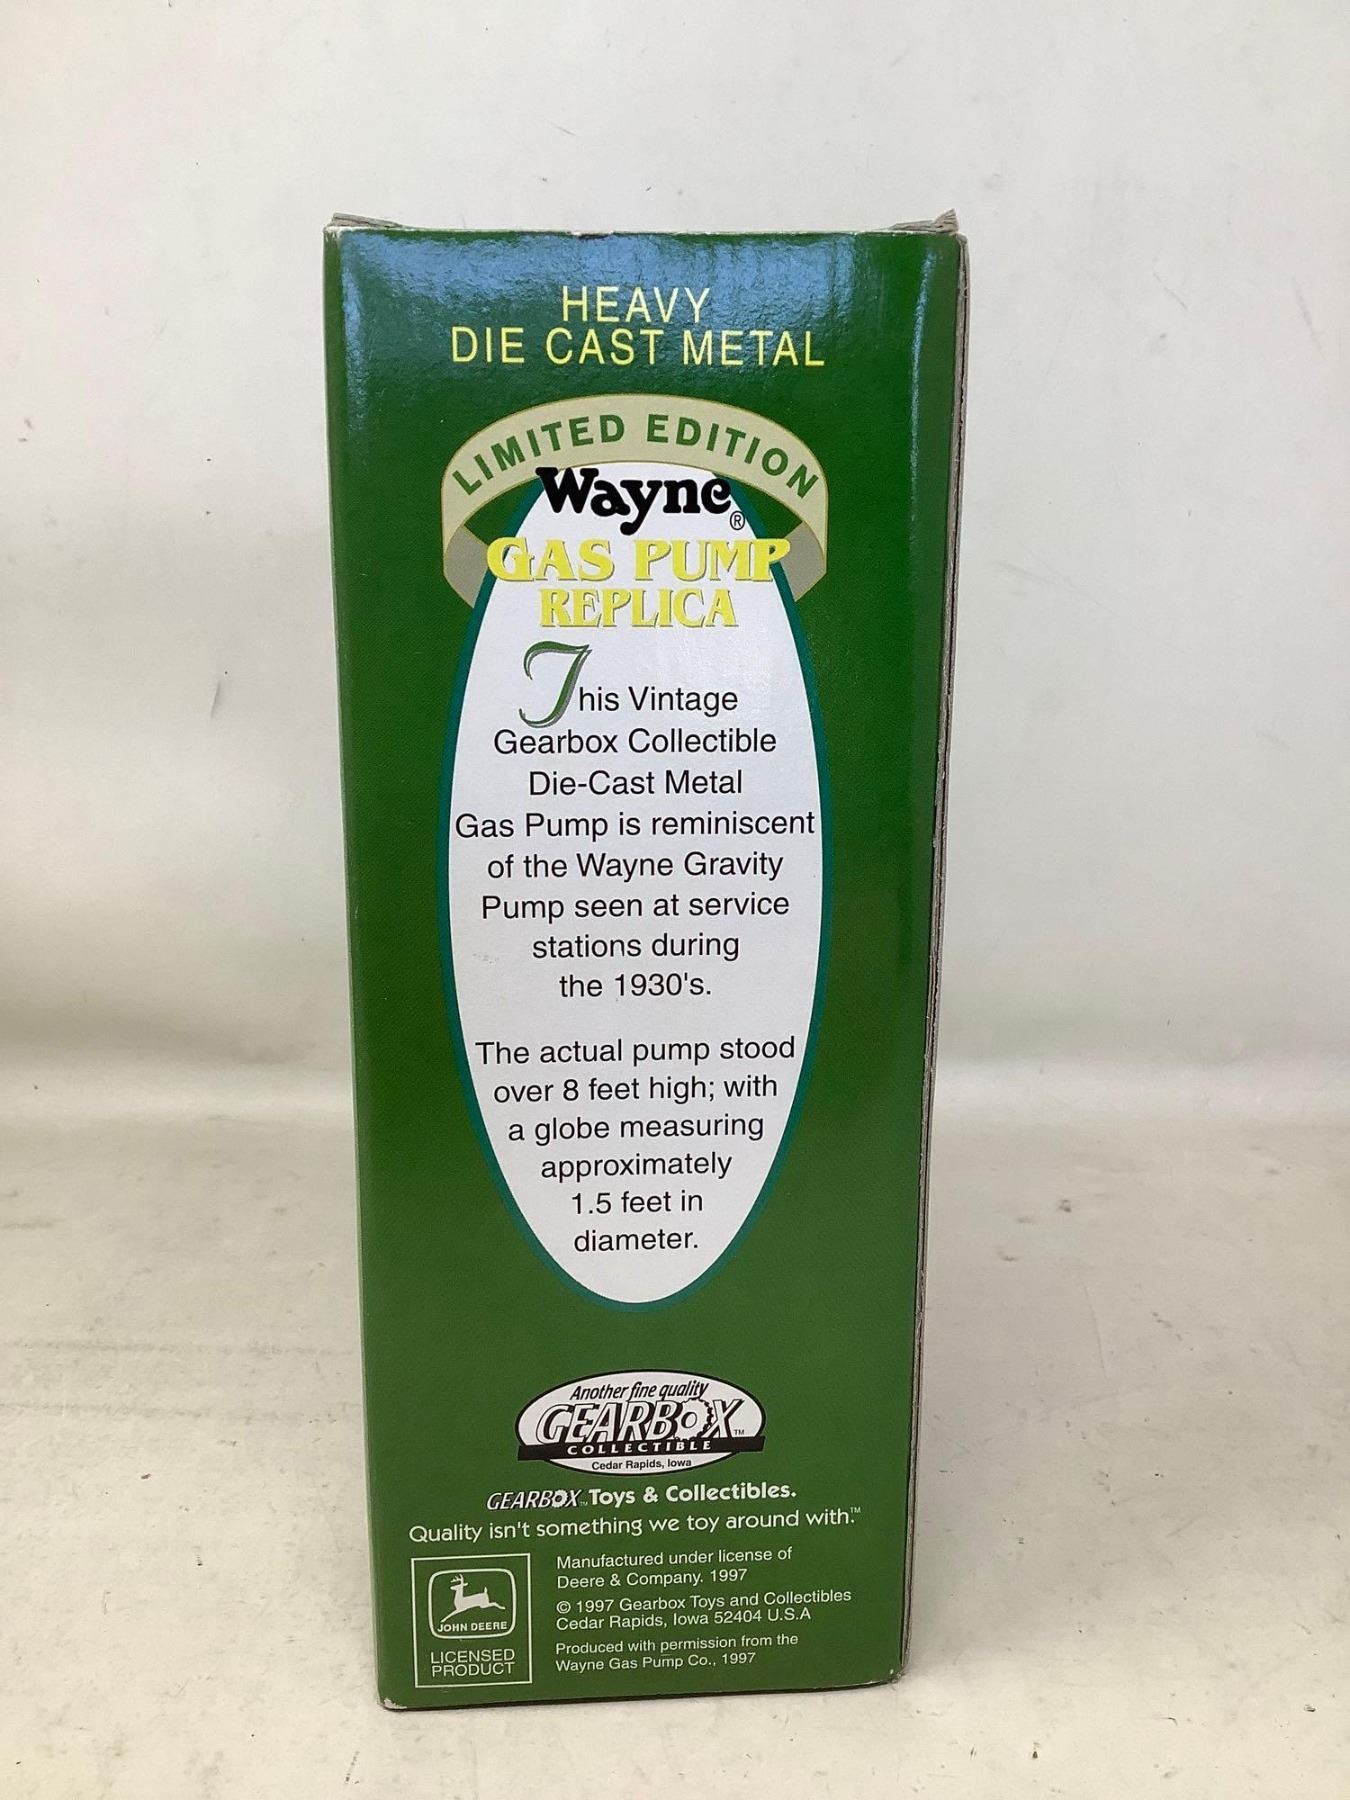 HEAVY
DIE CAST METAL
LIMITED EDITION
Wayne®
GAS PUMP
REPLICA
This Vintage
Gearbox Collectible
Die-Cast Metal
Gas Pump is reminiscent
of the Wayne Gravity
Pump seen at service
stations during
the 1930's.
The actual pump stood
over 8 feet high; with
a globe measuring
approximately
1.5 feet in
diameter.
Another fine quality
GEARBOX™
COLLECTIBLE
Cedar Rapids, Iowa
GEARBOX™ Toys & Collectibles.
Quality isn't something we toy around with.™
JOHN DEERE
LICENSED
PRODUCT
Manufactured under license of
Deere & Company. 1997
© 1997 Gearbox Toys and Collectibles
Cedar Rapids, Iowa 52404 U.S.A
Produced with permission from the
Wayne Gas Pump Co., 1997